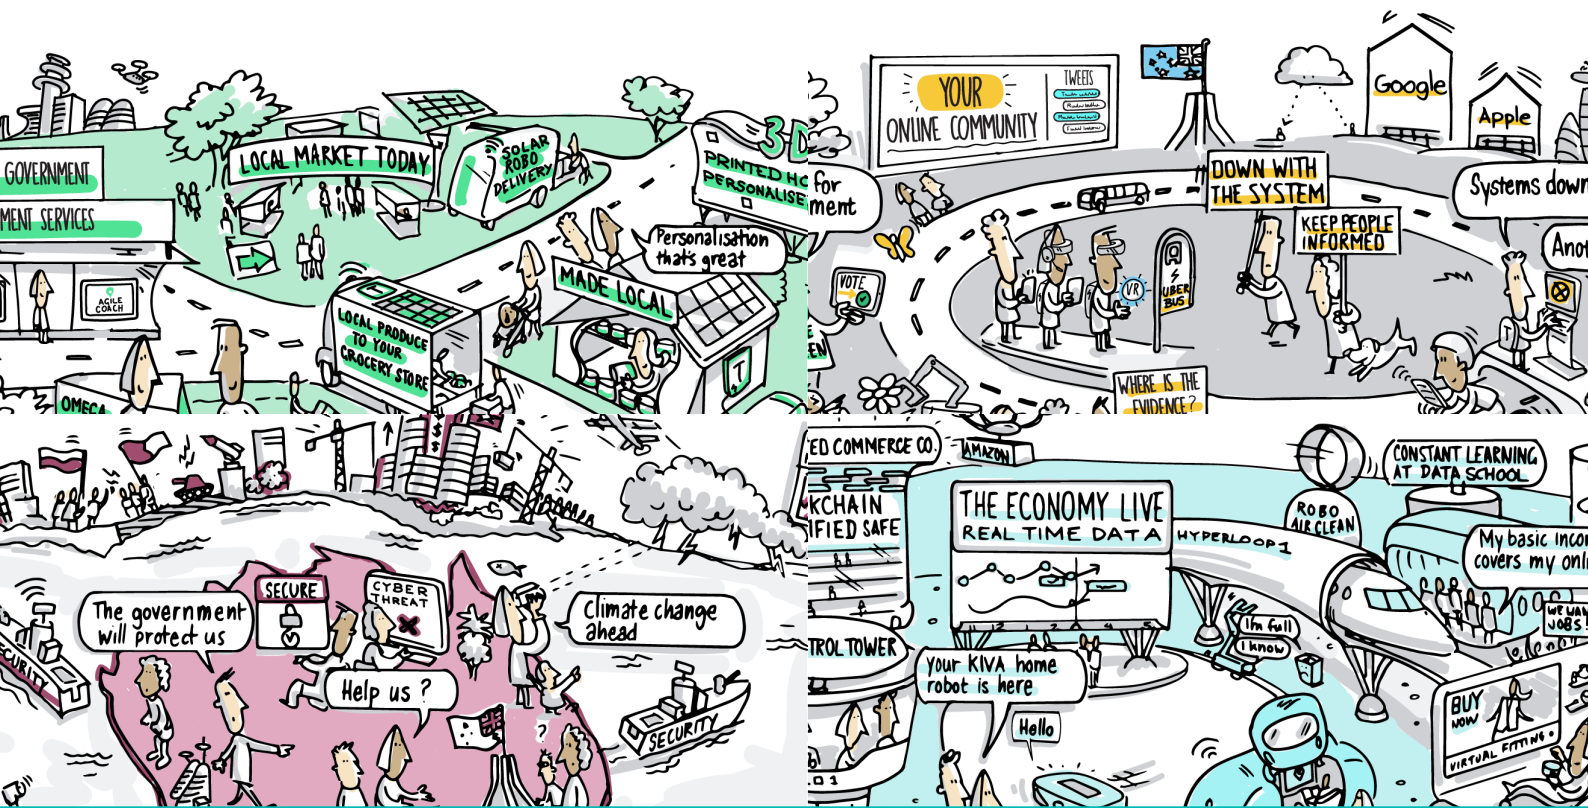 GOVERNMENT
MENT SERVICES
AGILE
COACH
LOCAL MARKET TODAY
SOLAR
ROBO
DELIVERY
3-D
PRINTED HO
PERSONALISE
Personalisation
that's great
MADE LOCAL
LOCAL PRODUCE
TO YOUR
GROCERY STORE
OMEGA
T
YOUR
ONLINE COMMUNITY
TWEETS
Google
Apple
for
ment
DOWN WITH
THE SYSTEM
KEEP PEOPLE
INFORMED
Systems down
Anot
VOTE
EEN
VR
UBER
BUS
T
WHERE IS THE
EVIDENCE?
$
$
$
SECURE
CYBER
THREAT
The government
will protect us
Climate change
ahead
Help us ?
SECURITY
SECURITY
?
ED COMMERCE CO.
AMAZON
KCHAIN
IFIED SAFE
THE ECONOMY LIVE
REAL TIME DATA
HYPERLOOP 1
ROBO
AIR CLEAN
CONSTANT LEARNING
AT DATA SCHOOL
My basic incom
covers my onli
WE WAN
JOBS!
I'm full
I know
TROL TOWER
your KIVA home
robot is here
Hello
BUY
NOW
VIRTUAL FITTING
01